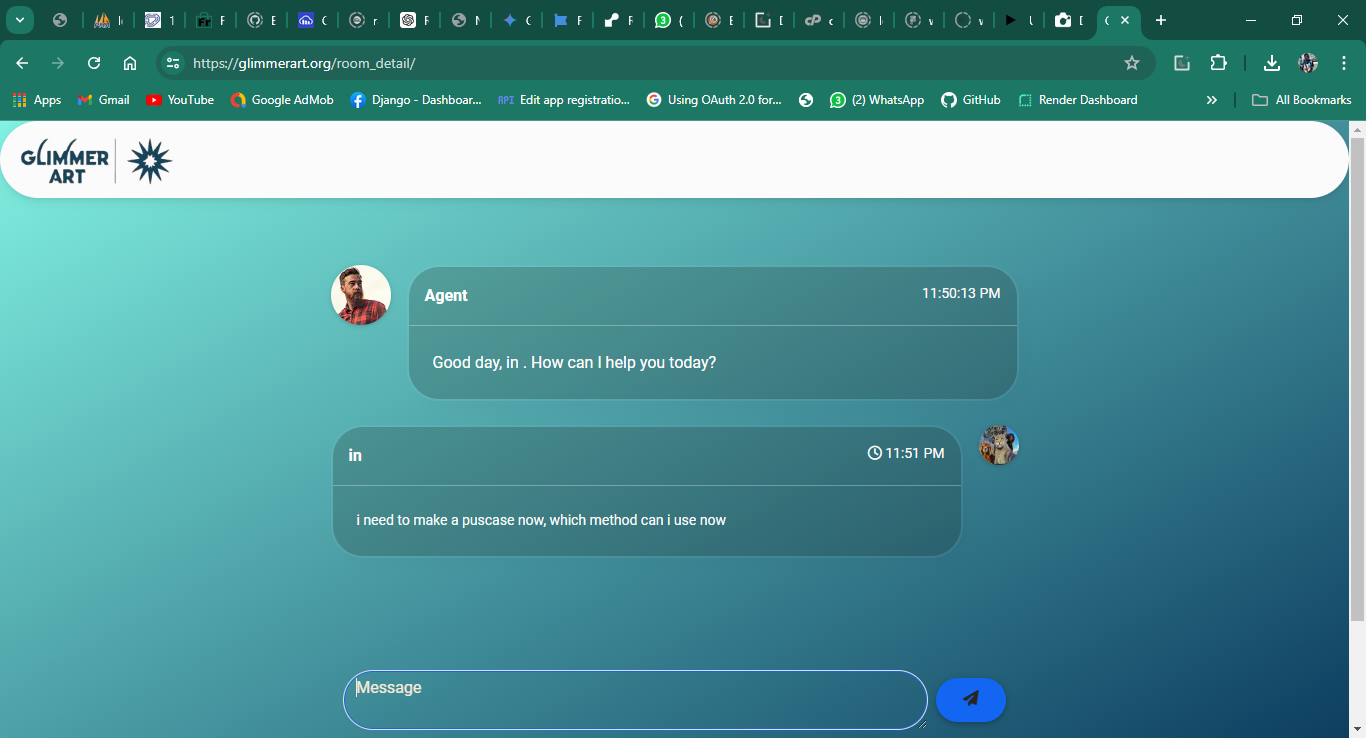 https://glimmerart.org/room_detail/
Apps Gmail YouTube Google AdMob Django - Dashboar... API Edit app registratio... Using OAuth 2.0 for... (2) WhatsApp GitHub Render Dashboard » All Bookmarks
GLIMMER
ART
Agent 11:50:13 PM
Good day, in . How can I help you today?
in 11:51 PM
i need to make a puscase now, which method can i use now
Message